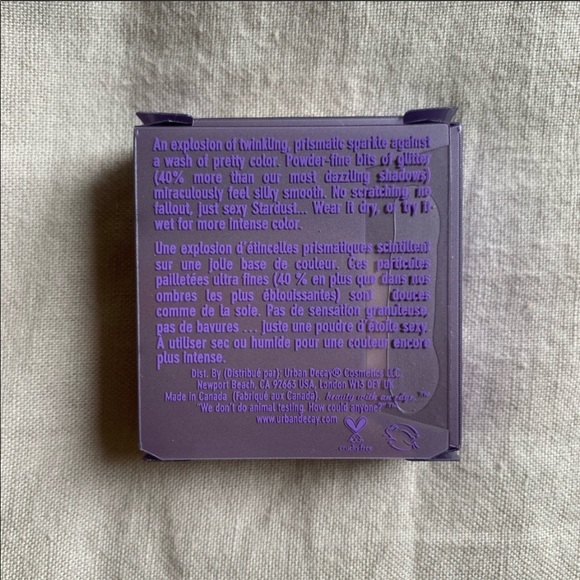 An explosion of twinkling, prismatic sparkle against
a wash of pretty color. Powder-fine bits of glitter
(40% more than our most dazzling shadows)
miraculously feel silky smooth. No scratching, no
fallout, just sexy Stardust... Wear it dry, or try it
wet for more intense color.
Une explosion d'étincelles prismatiques scintillent
sur une jolie base de couleur. Ces particules
pailletées ultra fines (40 % en plus que dans nos
ombres les plus éblouissantes) sont douces
comme de la soie. Pas de sensation granuleuse,
pas de bavures ... juste une poudre d'étoile sexy.
À utiliser sec ou humide pour une couleur encore
plus intense.
Dist. By (Distribué par). Urban Decay® Cosmetics LLC
Newport Beach, CA 92663 USA, London W13 UK
Made in Canada (Fabriqué aux Canada). beauty with an edge™
"We don't do animal testing. How could anyone?"™
www.urbandecay.com